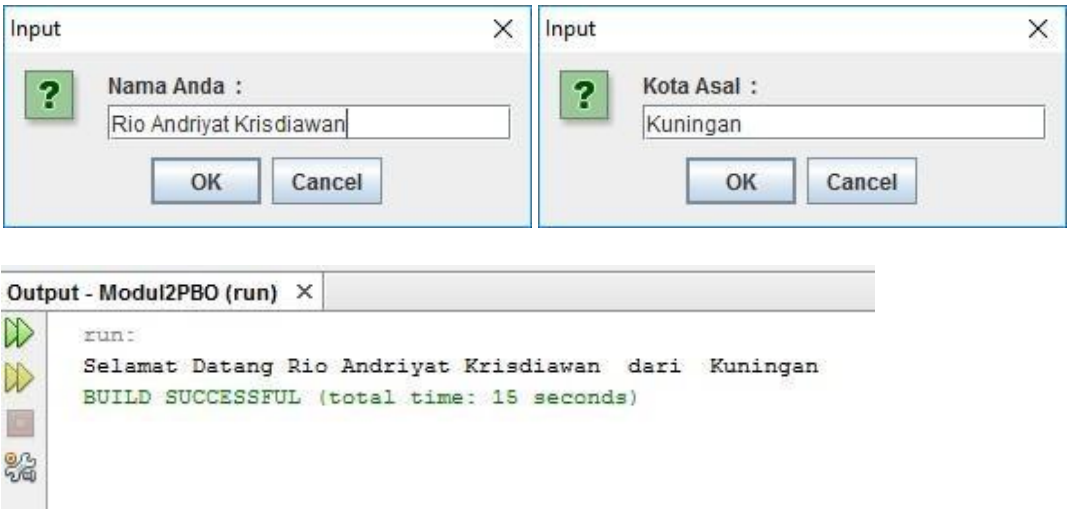 Input
Nama Anda :
Rio Andriyat Krisdiawan
OK Cancel
Input
Kota Asal :
Kuningan
OK Cancel
Output - Modul2PBO (run)
run:
Selamat Datang Rio Andriyat Krisdiawan  dari  Kuningan
BUILD SUCCESSFUL (total time: 15 seconds)